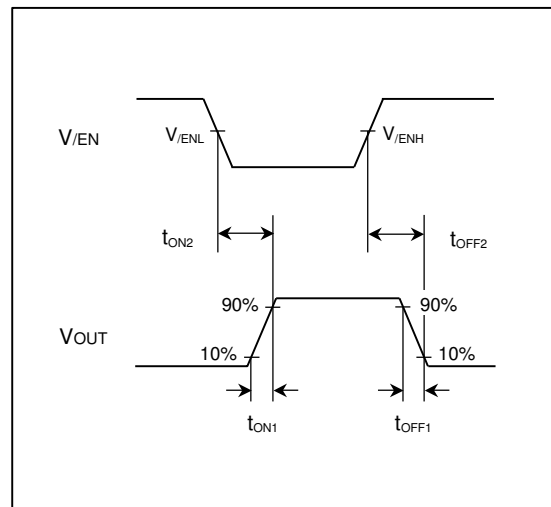 V/EN
V/ENL
V/ENH
tON2
tOFF2
VOUT
90%
90%
10%
10%
tON1
tOFF1